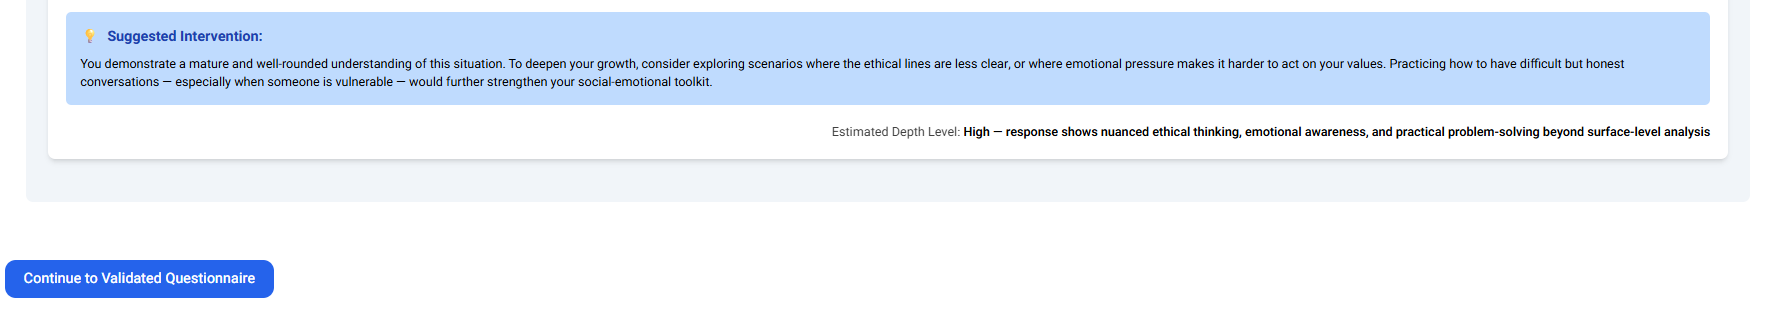 Suggested Intervention:
You demonstrate a mature and well-rounded understanding of this situation. To deepen your growth, consider exploring scenarios where the ethical lines are less clear, or where emotional pressure makes it harder to act on your values. Practicing how to have difficult but honest
conversations — especially when someone is vulnerable — would further strengthen your social-emotional toolkit.
Estimated Depth Level: High — response shows nuanced ethical thinking, emotional awareness, and practical problem-solving beyond surface-level analysis
Continue to Validated Questionnaire